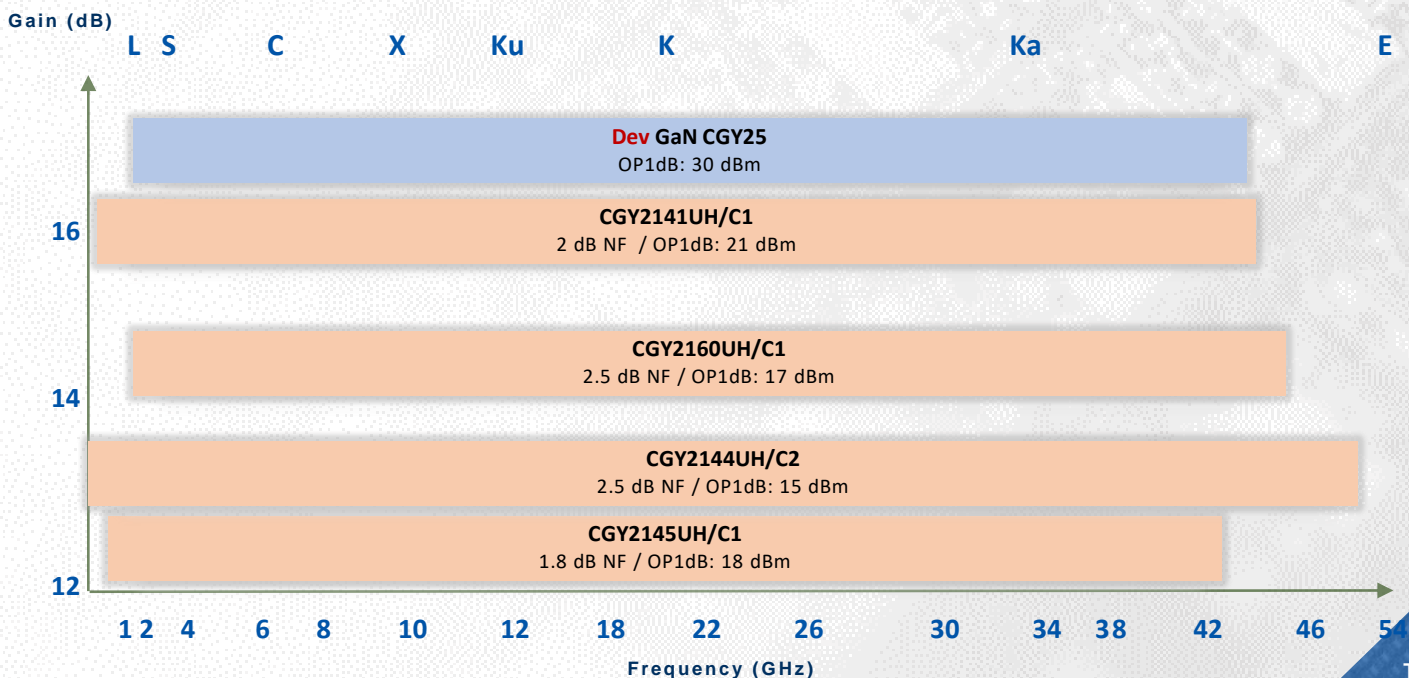 Gain (dB)
L S C X Ku K Ka E
Dev GaN CGY25
OP1dB: 30 dBm
16
CGY2141UH/C1
2 dB NF / OP1dB: 21 dBm
CGY2160UH/C1
2.5 dB NF / OP1dB: 17 dBm
14
CGY2144UH/C2
2.5 dB NF / OP1dB: 15 dBm
CGY2145UH/C1
1.8 dB NF / OP1dB: 18 dBm
12
1 2 4 6 8 10 12 18 22 26 30 34 38 42 46 54
Frequency (GHz)